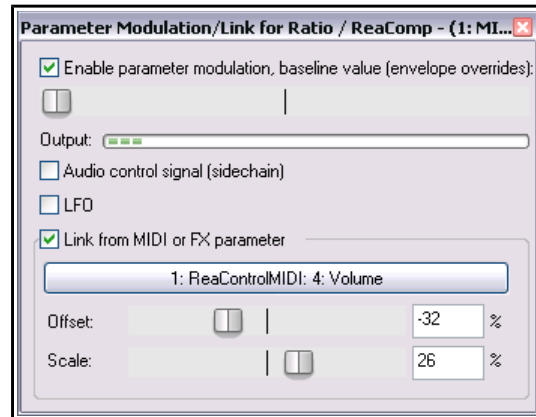 Parameter Modulation/Link for Ratio / ReaComp - (1: MI...
Enable parameter modulation, baseline value (envelope overrides):
Output:
Audio control signal (sidechain)
LFO
Link from MIDI or FX parameter
1: ReaControlMIDI: 4: Volume
Offset: -32 %
Scale: 26 %